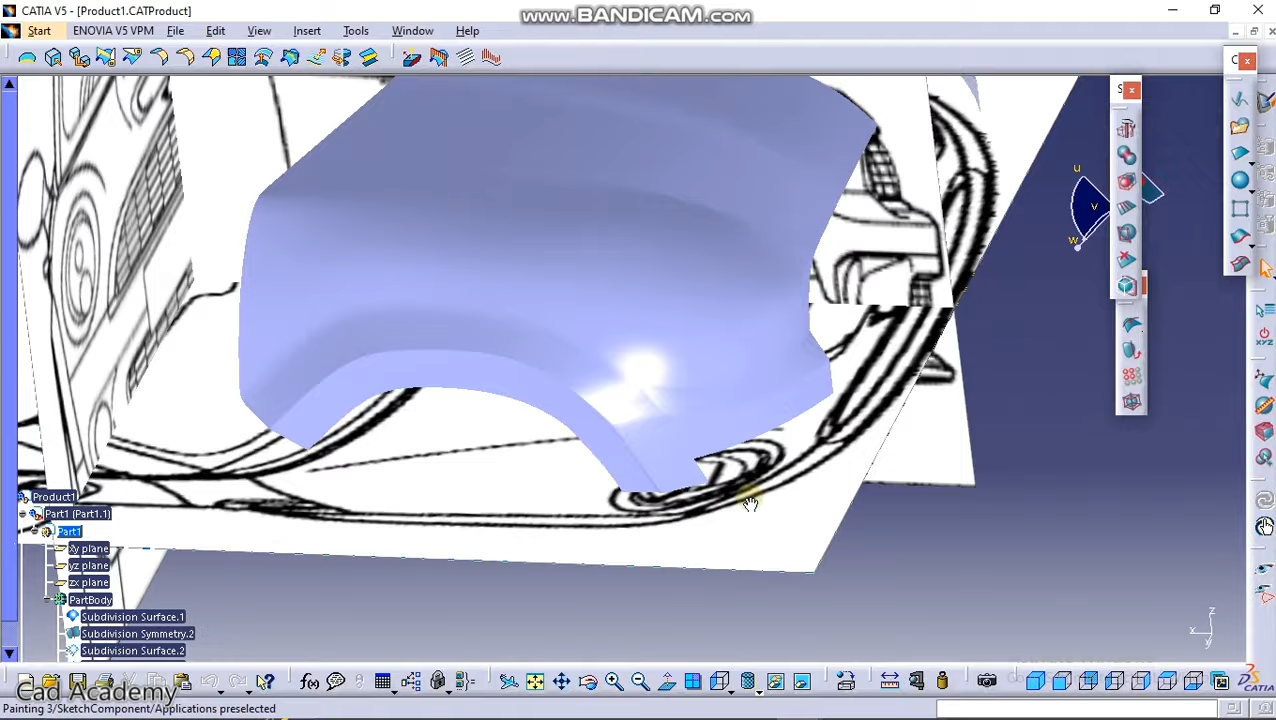 CATIA V5 - [Product1.CATProduct]
www.BANDICAM.com
Start ENOVIA V5 VPM File Edit View Insert Tools Window Help
C
S
u
v
w
Product1
Part1 (Part1.1)
Part1
xy plane
yz plane
zx plane
PartBody
Subdivision Surface.1
Subdivision Symmetry.2
Subdivision Surface.2
z
x
y
f(x)
Cad Academy
CATIA
Painting 3/SketchComponent/Applications preselected